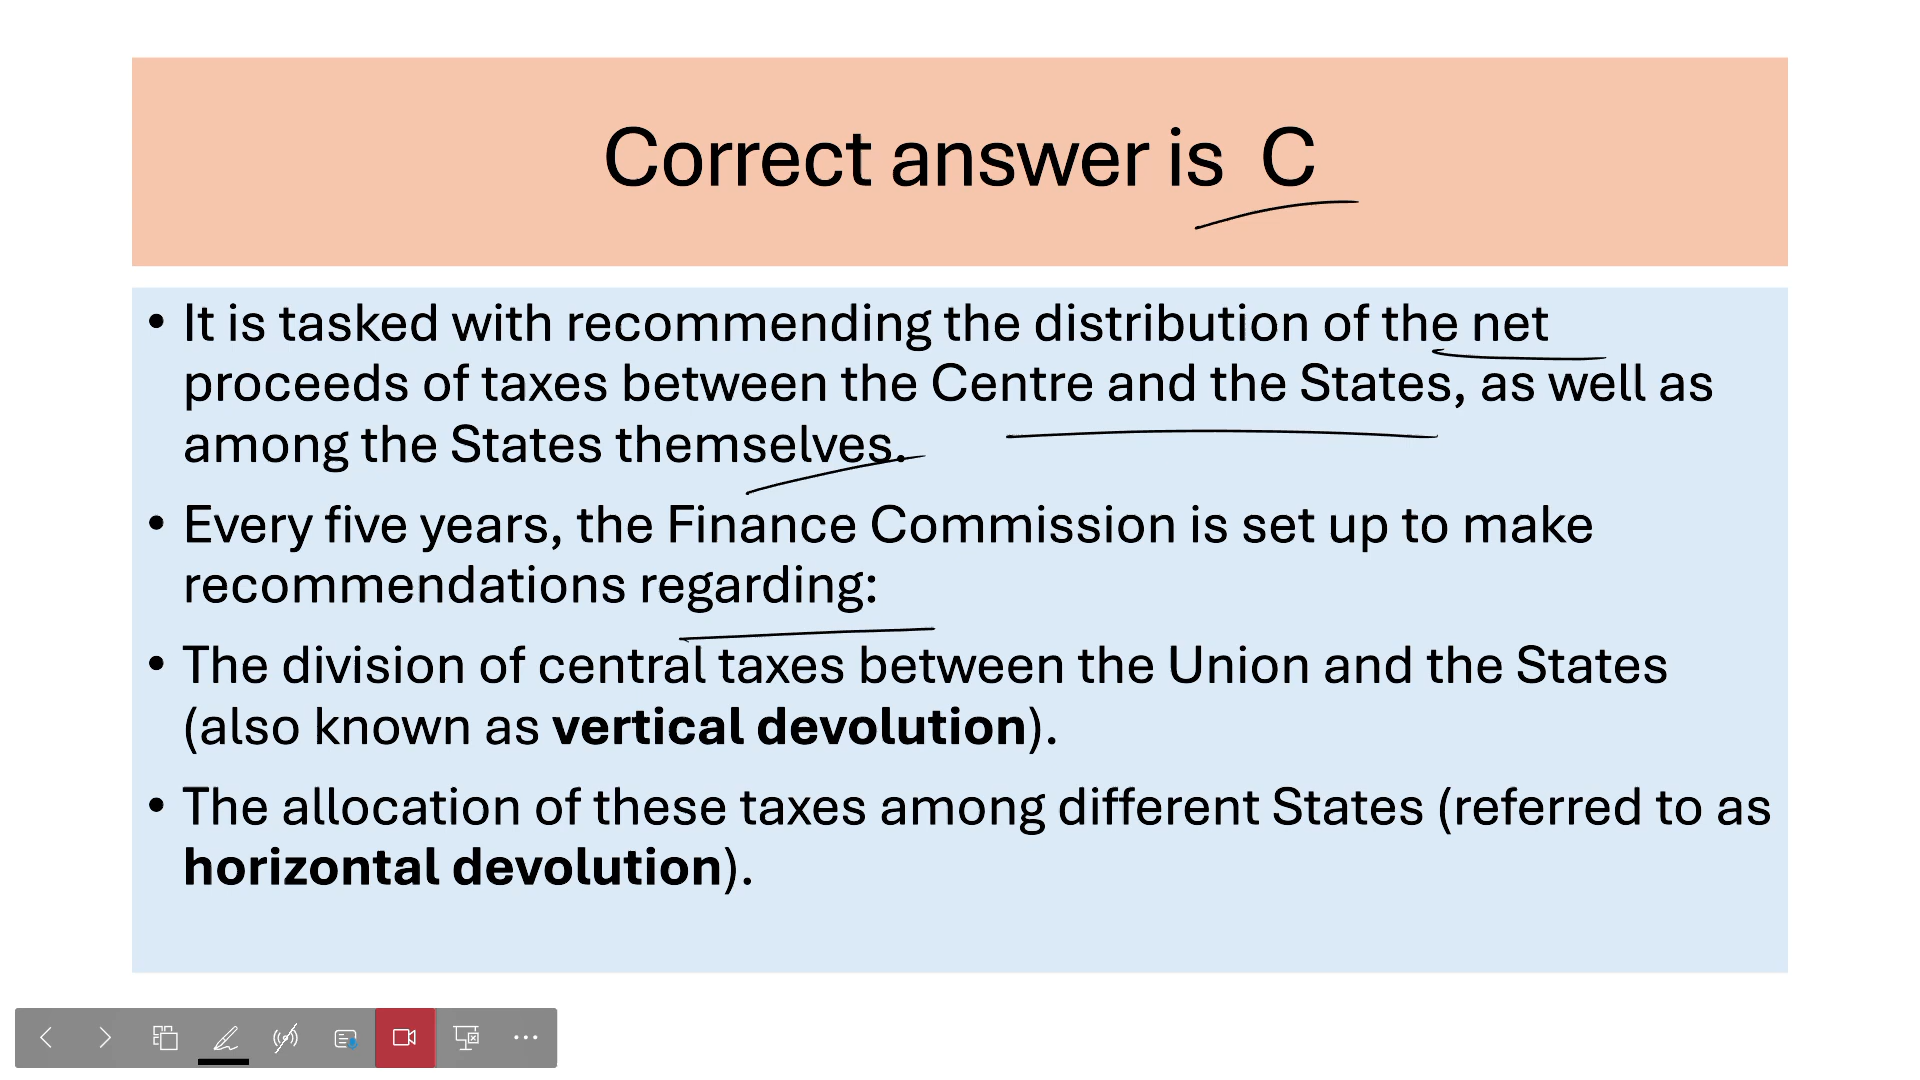 Correct answer is C
• It is tasked with recommending the distribution of the net
proceeds of taxes between the Centre and the States, as well as
among the States themselves.
• Every five years, the Finance Commission is set up to make
recommendations regarding:
• The division of central taxes between the Union and the States
(also known as vertical devolution).
• The allocation of these taxes among different States (referred to as
horizontal devolution).